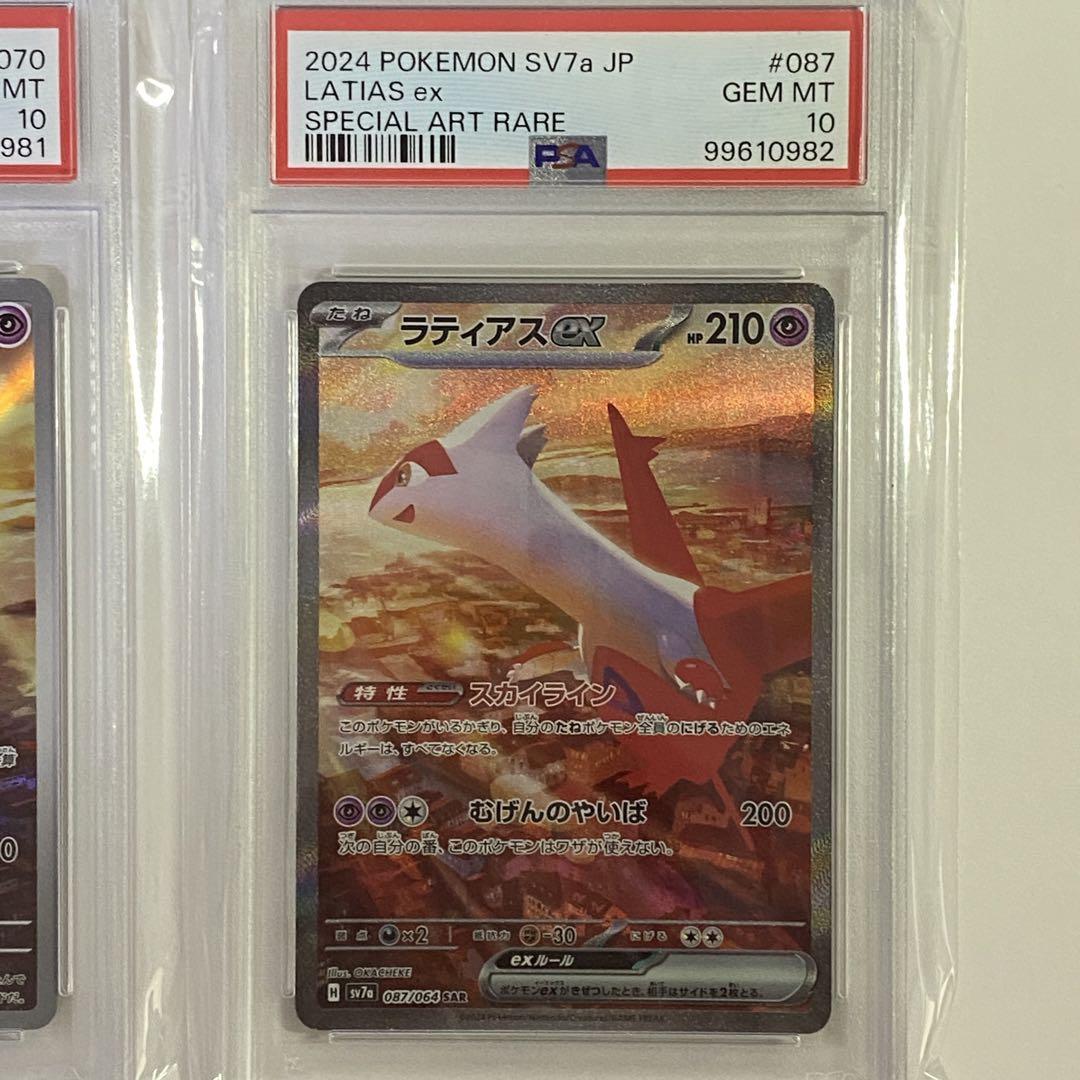 070
MT
10
981
2024 POKEMON SV7a JP #087
LATIAS ex GEM MT
SPECIAL ART RARE 10
PSA 99610982
たね ラティアスex HP210
特性 スカイライン
このポケモンがいるかぎり、自分のたねポケモン全員のにげるためのエネ
ルギーは、すべてなくなる。
むげんのやいば 200
次の自分の番、このポケモンはワザが使えない。
弱点 ×2 抵抗力 -30 にげる
exルール
ポケモンexがきぜつしたとき、相手はサイドを2枚とる。
Illus. OKACHEKE
H sv7a 087/064 SAR
©2024 Pokémon/Nintendo/Creatures/GAME FREAK